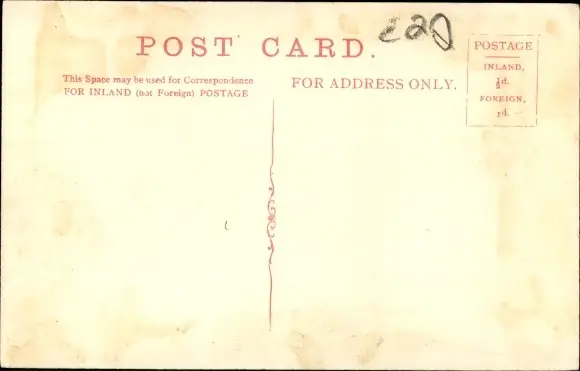 POST CARD.
£20
This Space may be used for Correspondence
FOR INLAND (not Foreign) POSTAGE
FOR ADDRESS ONLY.
POSTAGE
INLAND,
½d.
FOREIGN,
1d.